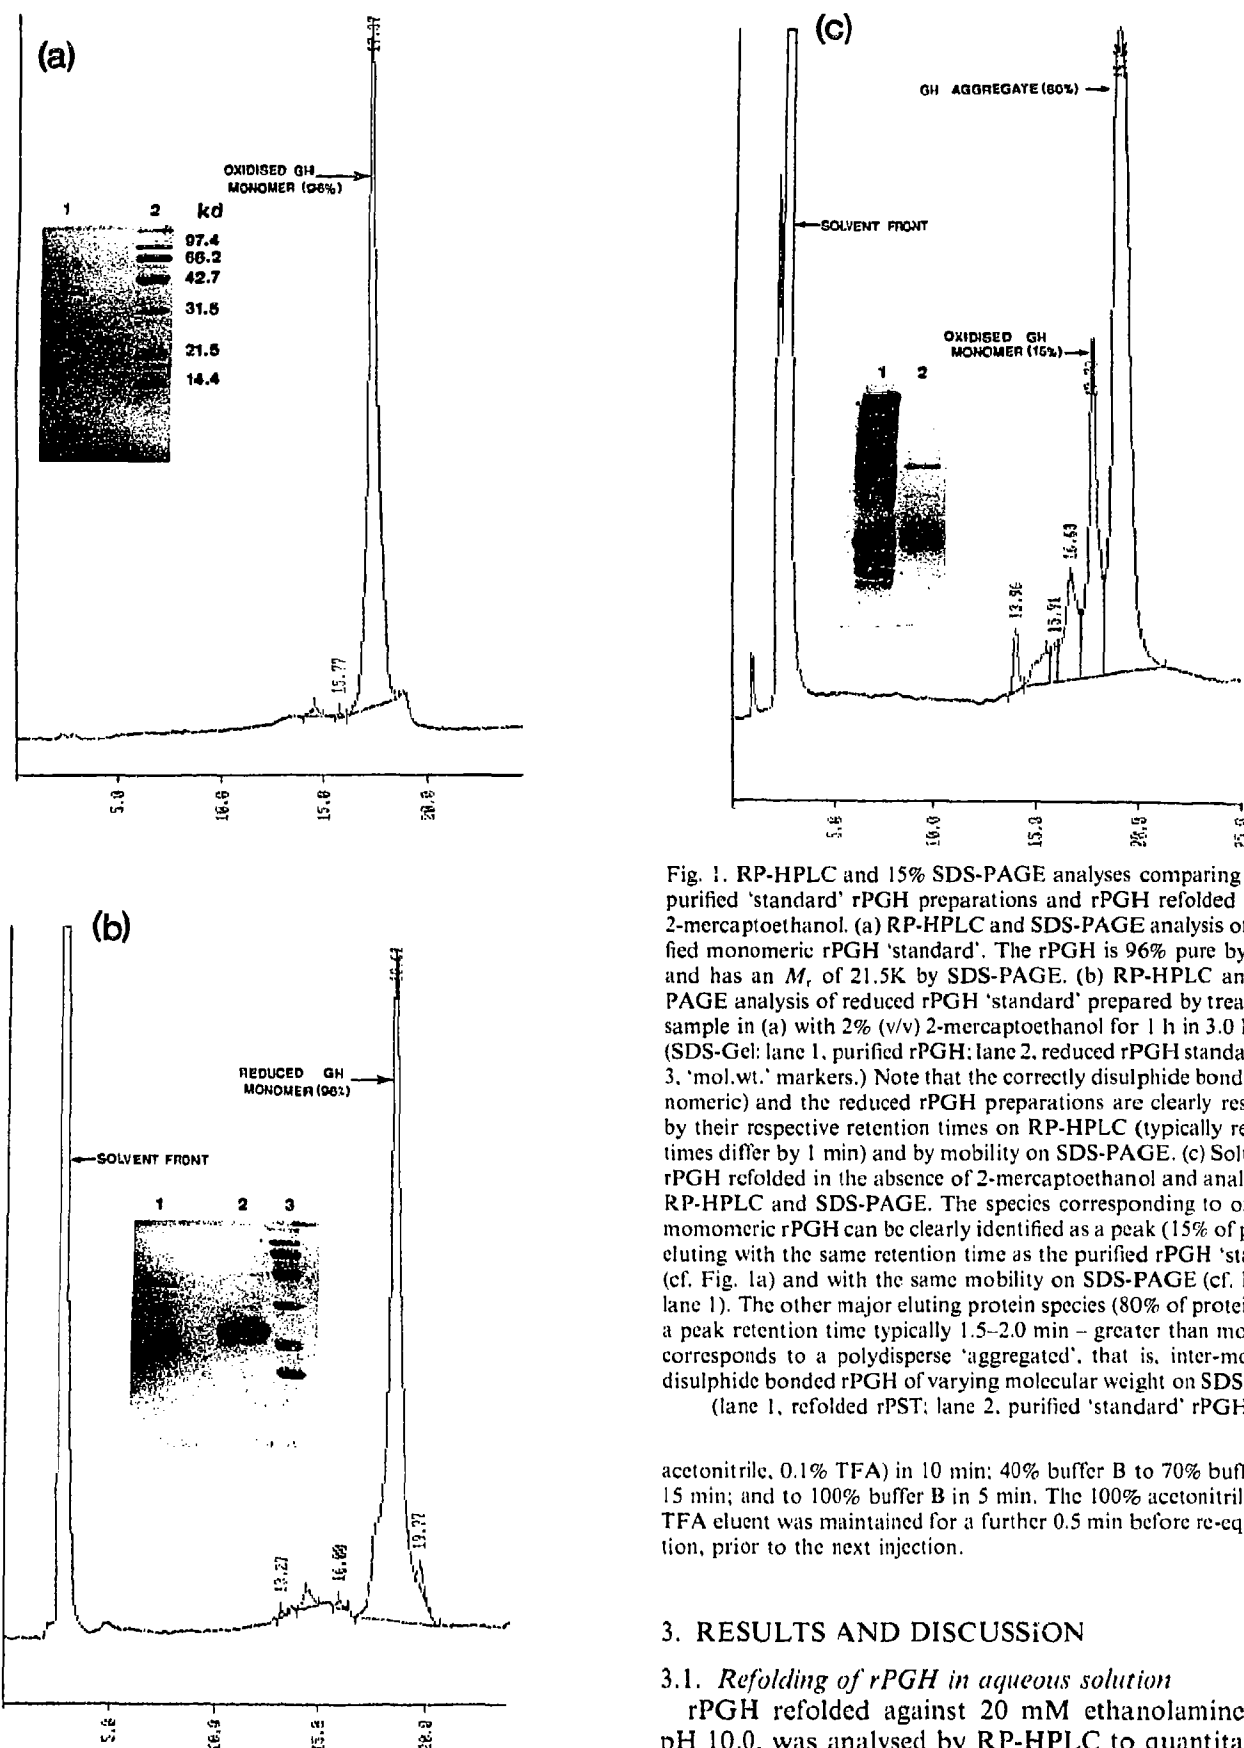 (a)
17.37
OXIDISED GH
MONOMER (96%)
1 2 kd
97.4
66.2
42.7
31.5
21.5
14.4
15.77
5.0 10.0 15.0 20.0
(b)
REDUCED GH
MONOMER (96%)
SOLVENT FRONT
1 2 3
13.27
16.00
19.77
5.0 10.0 15.0 20.0
(c)
GH AGGREGATE (80%)
SOLVENT FRONT
OXIDISED GH
MONOMER (15%)
1 2
16.63
13.96
15.91
5.0 10.0 15.0 20.0
Fig. 1. RP-HPLC and 15% SDS-PAGE analyses comparing
purified 'standard' rPGH preparations and rPGH refolded
2-mercaptoethanol. (a) RP-HPLC and SDS-PAGE analysis o
fied monomeric rPGH 'standard'. The rPGH is 96% pure by
and has an Mr of 21.5K by SDS-PAGE. (b) RP-HPLC an
PAGE analysis of reduced rPGH 'standard' prepared by trea
sample in (a) with 2% (v/v) 2-mercaptoethanol for 1 h in 3.0
(SDS-Gel: lane 1, purified rPGH; lane 2, reduced rPGH standa
3, 'mol.wt.' markers.) Note that the correctly disulphide bond
nomeric) and the reduced rPGH preparations are clearly res
by their respective retention times on RP-HPLC (typically re
times differ by 1 min) and by mobility on SDS-PAGE. (c) Sol
rPGH refolded in the absence of 2-mercaptoethanol and anal
RP-HPLC and SDS-PAGE. The species corresponding to o
momomeric rPGH can be clearly identified as a peak (15% of p
eluting with the same retention time as the purified rPGH 'sta
(cf. Fig. 1a) and with the same mobility on SDS-PAGE (cf.
lane 1). The other major eluting protein species (80% of protei
a peak retention time typically 1.5–2.0 min – greater than mo
corresponds to a polydisperse 'aggregated', that is, inter-mo
disulphide bonded rPGH of varying molecular weight on SDS
(lane 1, refolded rPST; lane 2, purified 'standard' rPGH
acetonitrile, 0.1% TFA) in 10 min; 40% buffer B to 70% buf
15 min; and to 100% buffer B in 5 min. The 100% acetonitril
TFA eluent was maintained for a further 0.5 min before re-eq
tion, prior to the next injection.
3. RESULTS AND DISCUSSION
3.1. Refolding of rPGH in aqueous solution
rPGH refolded against 20 mM ethanolamine
pH 10.0, was analysed by RP-HPLC to quantita